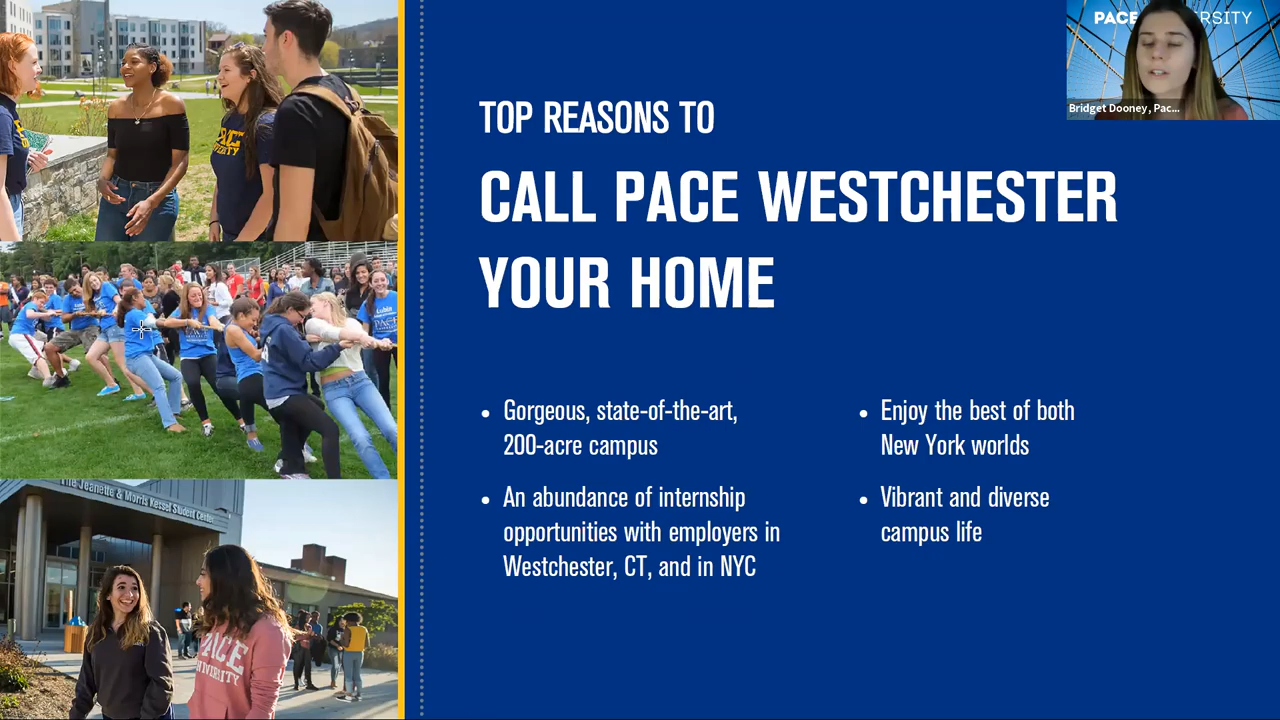 PACE
ERSITY
Bridget Dooney, Pac...
TOP REASONS TO
CALL PACE WESTCHESTER
YOUR HOME
• Gorgeous, state-of-the-art,
200-acre campus
• An abundance of internship
opportunities with employers in
Westchester, CT, and in NYC
• Enjoy the best of both
New York worlds
• Vibrant and diverse
campus life
PACE
The Jeanette & Morris Kessel Student Center
PACE
UNIVERSITY